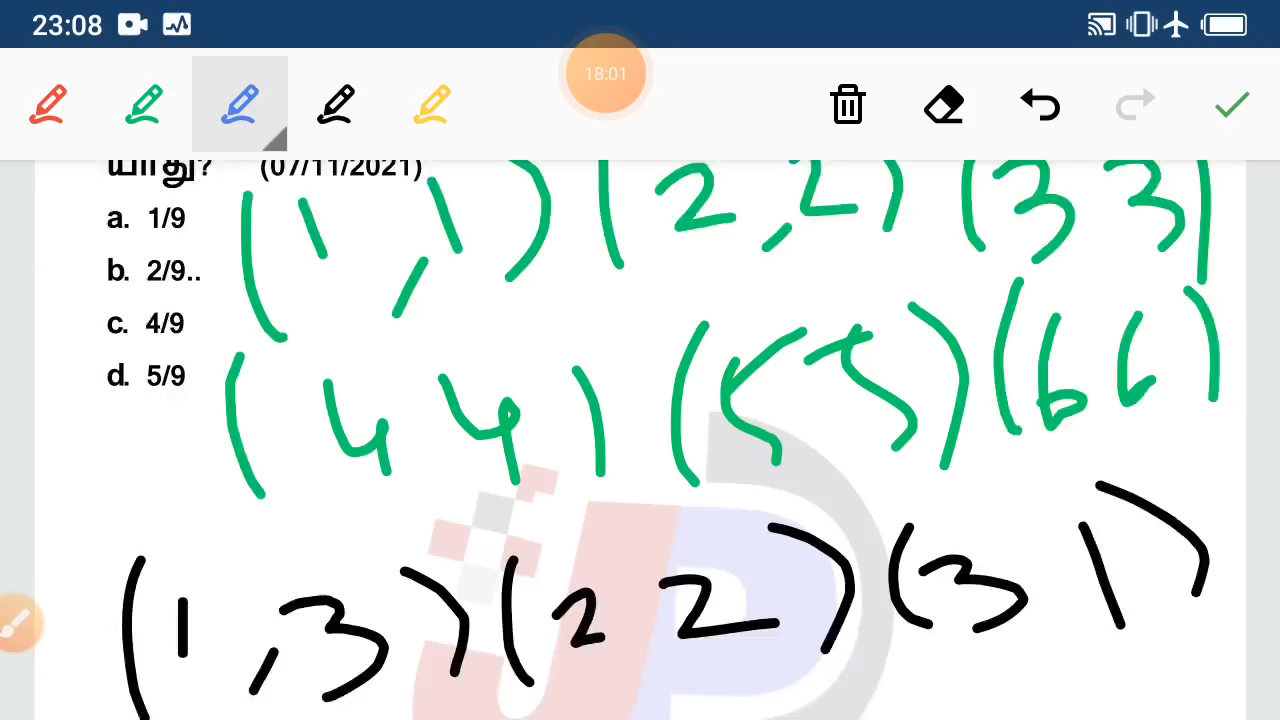 23:08
18:01
யாது? (07/11/2021) (1,1) (2,2) (3 3)
a. 1/9
b. 2/9..
c. 4/9
d. 5/9
(4 4) (5 5) (6 6)
(1,3) (2 2) (3 1)
JP